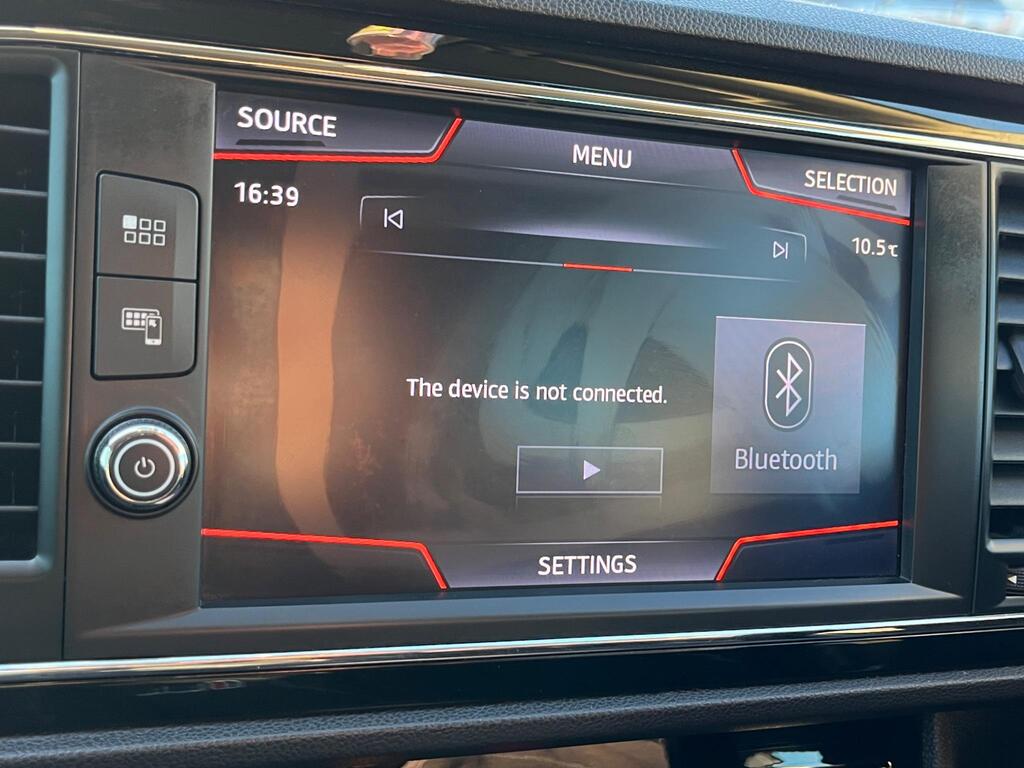 SOURCE
MENU
SELECTION
16:39
10.5℃
The device is not connected.
Bluetooth
SETTINGS